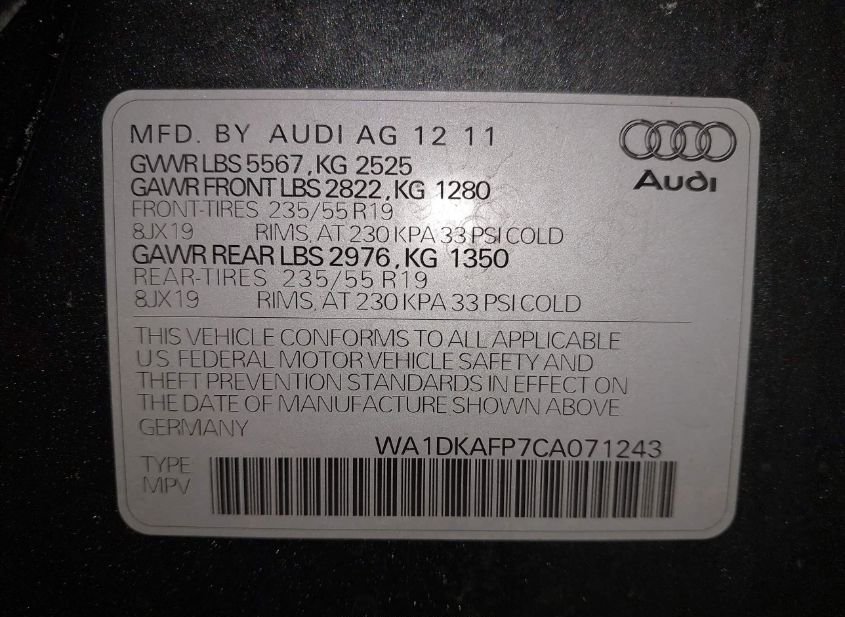 MFD. BY AUDI AG 12 11
GVWR LBS 5567, KG 2525
GAWR FRONT LBS 2822, KG 1280
FRONT-TIRES 235/55 R19
8JX19 RIMS, AT 230 KPA 33 PSI COLD
GAWR REAR LBS 2976, KG 1350
REAR-TIRES 235/55 R19
8JX19 RIMS, AT 230 KPA 33 PSI COLD
Audi
THIS VEHICLE CONFORMS TO ALL APPLICABLE
U.S. FEDERAL MOTOR VEHICLE SAFETY AND
THEFT PREVENTION STANDARDS IN EFFECT ON
THE DATE OF MANUFACTURE SHOWN ABOVE
GERMANY
WA1DKAFP7CA071243
TYPE
MPV